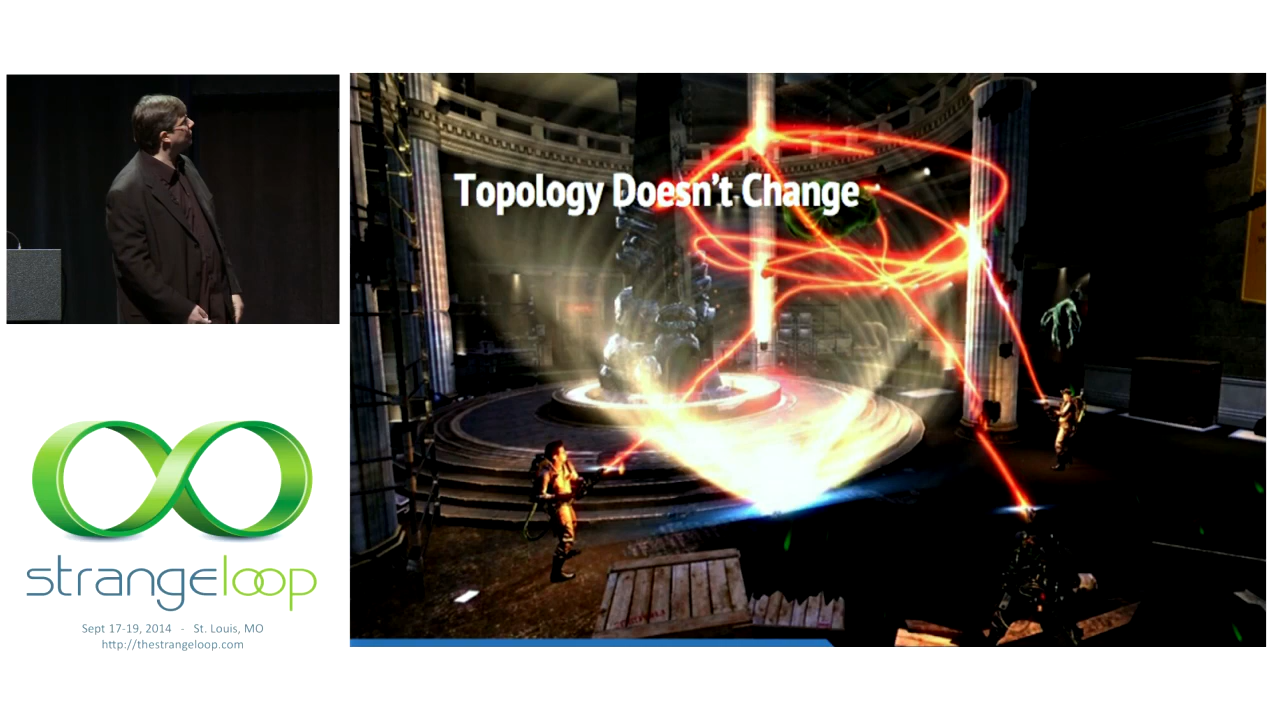 Topology Doesn't Change
strangeloop
Sept 17-19, 2014 - St. Louis, MO
http://thestrangeloop.com